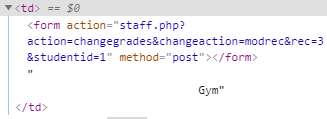 ▼<td> == $0
<form action="staff.php?
action=changegrades&changeaction=modrec&rec=3
&studentid=1" method="post"></form>
"
Gym"
</td>